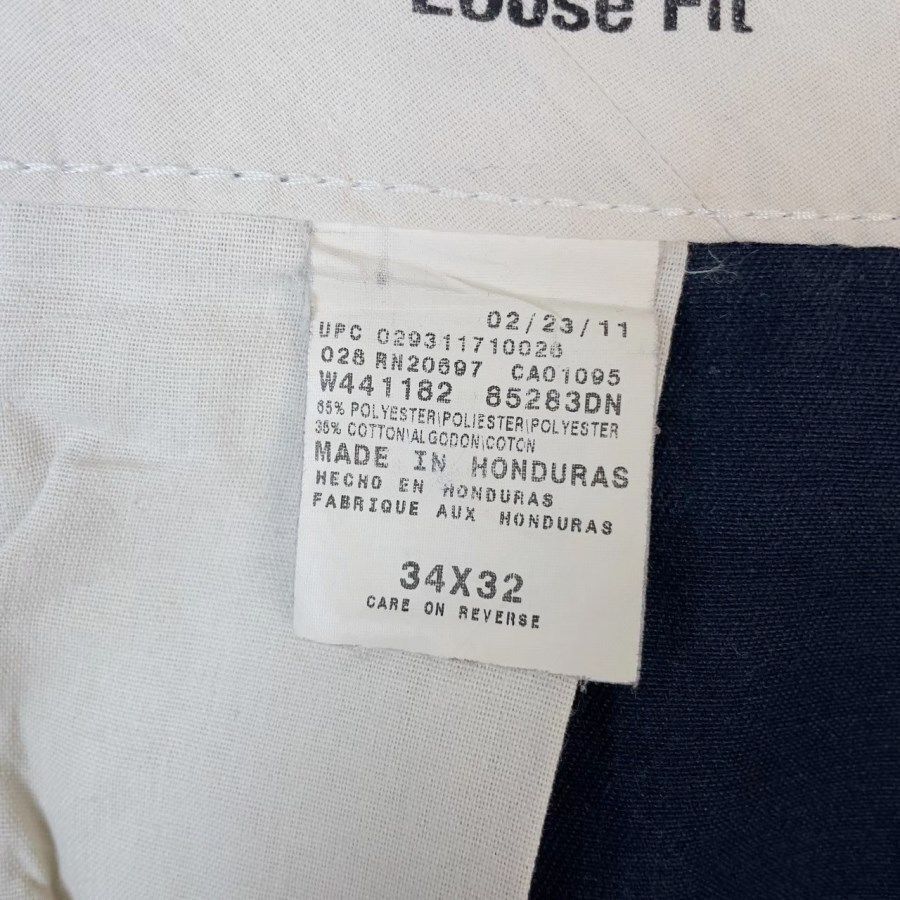 Loose Fit
02/23/11
UPC 029311710026
028 RN20697 CA01095
W441182 85283DN
65% POLYESTER\POLIESTER\POLYESTER
35% COTTON\ALGODON\COTON
MADE IN HONDURAS
HECHO EN HONDURAS
FABRIQUE AUX HONDURAS
34X32
CARE ON REVERSE